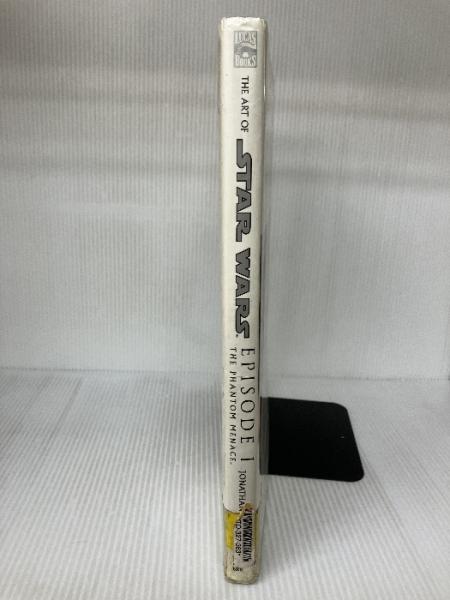 LUCAS
BOOKS
THE ART OF
STAR WARS
EPISODE I
THE PHANTOM MENACE
JONATHAN